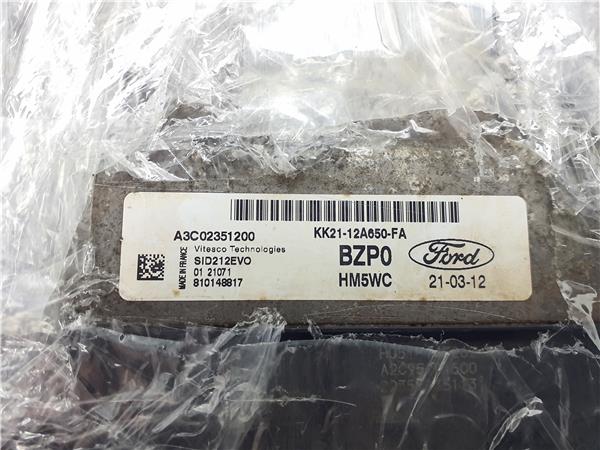 A3C02351200
Vitesco Technologies
SID212EVO
01 21071
810148817
MADE IN FRANCE
KK21-12A650-FA
BZP0
HM5WC
Ford
21-03-12